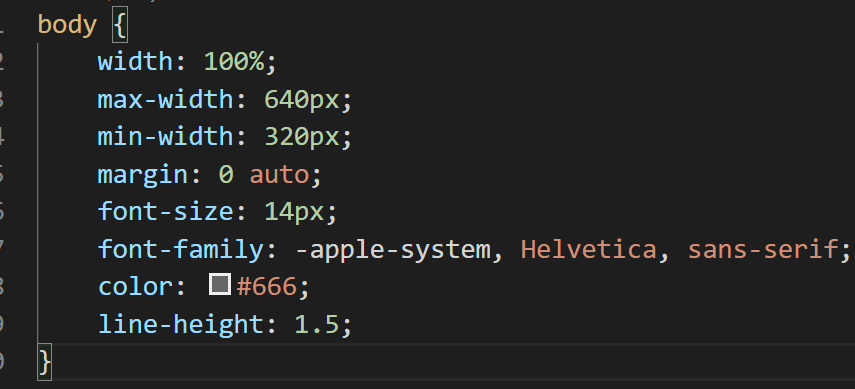 body {
    width: 100%;
    max-width: 640px;
    min-width: 320px;
    margin: 0 auto;
    font-size: 14px;
    font-family: -apple-system, Helvetica, sans-serif;
    color: #666;
    line-height: 1.5;
}